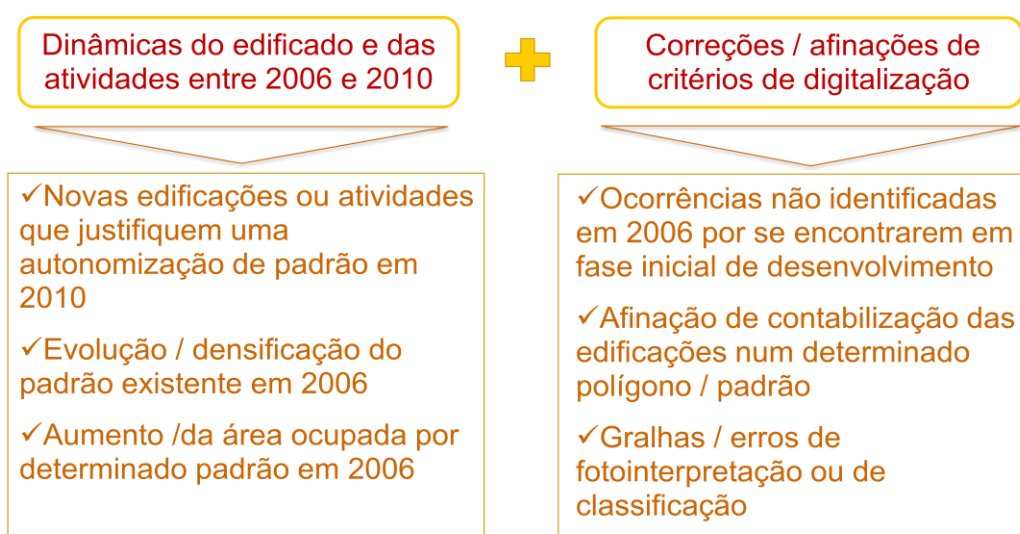 Dinâmicas do edificado e das
atividades entre 2006 e 2010
✓Novas edificações ou atividades
que justifiquem uma
autonomização de padrão em
2010
✓Evolução / densificação do
padrão existente em 2006
✓Aumento /da área ocupada por
determinado padrão em 2006
Correções / afinações de
critérios de digitalização
✓Ocorrências não identificadas
em 2006 por se encontrarem em
fase inicial de desenvolvimento
✓Afinação de contabilização das
edificações num determinado
polígono / padrão
✓Gralhas / erros de
fotointerpretação ou de
classificação